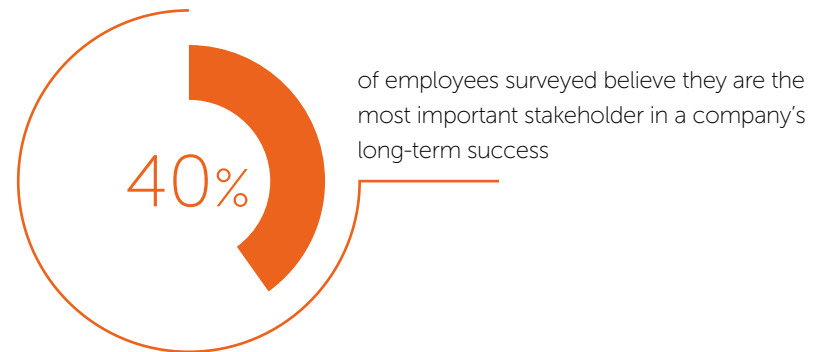 40%
of employees surveyed believe they are the
most important stakeholder in a company’s
long-term success